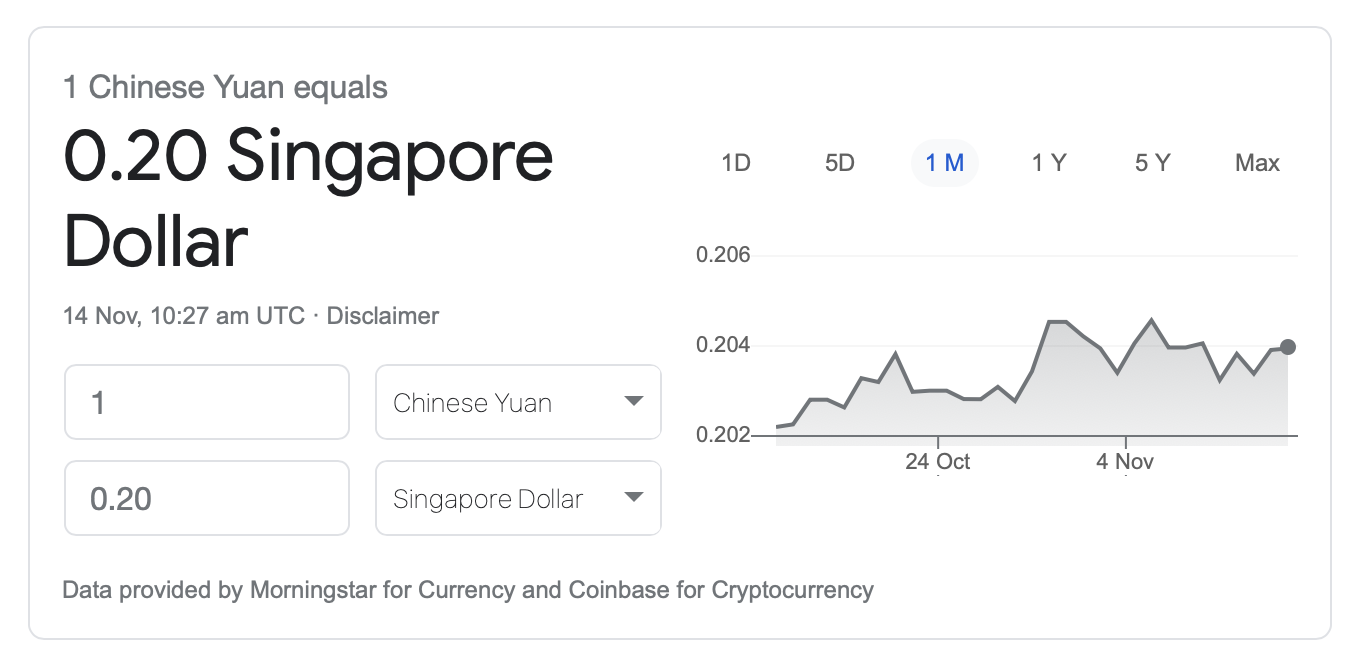 1 Chinese Yuan equals
0.20 Singapore
Dollar
14 Nov, 10:27 am UTC · Disclaimer
1
Chinese Yuan
0.20
Singapore Dollar
1D 5D 1 M 1 Y 5 Y Max
0.206
0.204
0.202
24 Oct 4 Nov
Data provided by Morningstar for Currency and Coinbase for Cryptocurrency